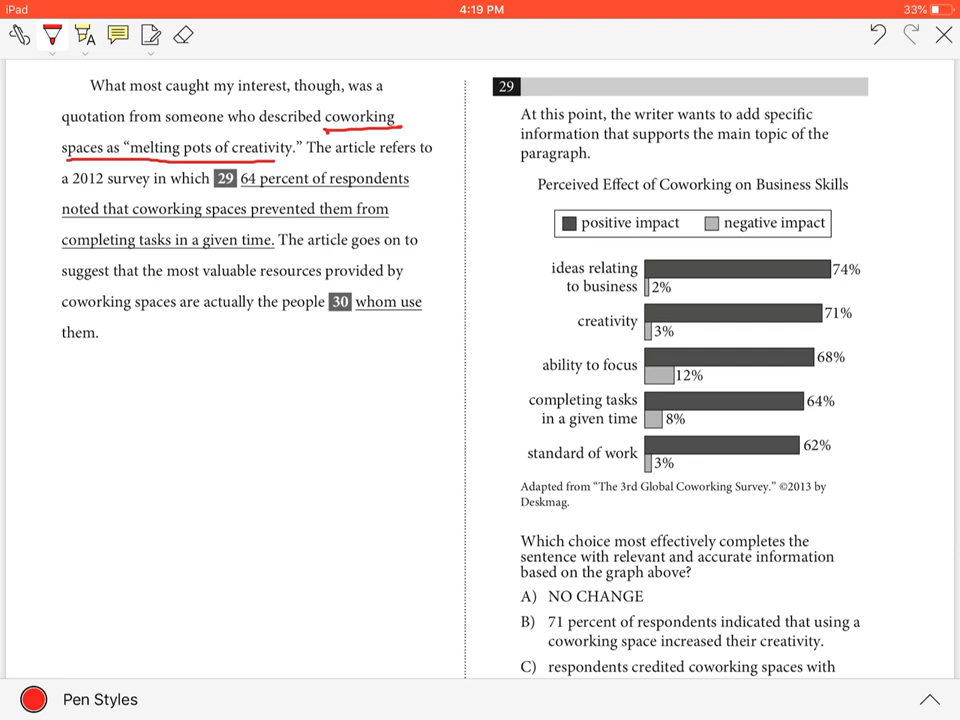 iPad
4:19 PM
33%
What most caught my interest, though, was a
quotation from someone who described coworking
spaces as “melting pots of creativity.” The article refers to
a 2012 survey in which 29 64 percent of respondents
noted that coworking spaces prevented them from
completing tasks in a given time. The article goes on to
suggest that the most valuable resources provided by
coworking spaces are actually the people 30 whom use
them.
29
At this point, the writer wants to add specific
information that supports the main topic of the
paragraph.
Perceived Effect of Coworking on Business Skills
positive impact negative impact
ideas relating
to business
74%
2%
creativity
71%
3%
ability to focus
68%
12%
completing tasks
in a given time
64%
8%
standard of work
62%
3%
Adapted from “The 3rd Global Coworking Survey.” ©2013 by
Deskmag.
Which choice most effectively completes the
sentence with relevant and accurate information
based on the graph above?
A) NO CHANGE
B) 71 percent of respondents indicated that using a
coworking space increased their creativity.
C) respondents credited coworking spaces with
Pen Styles